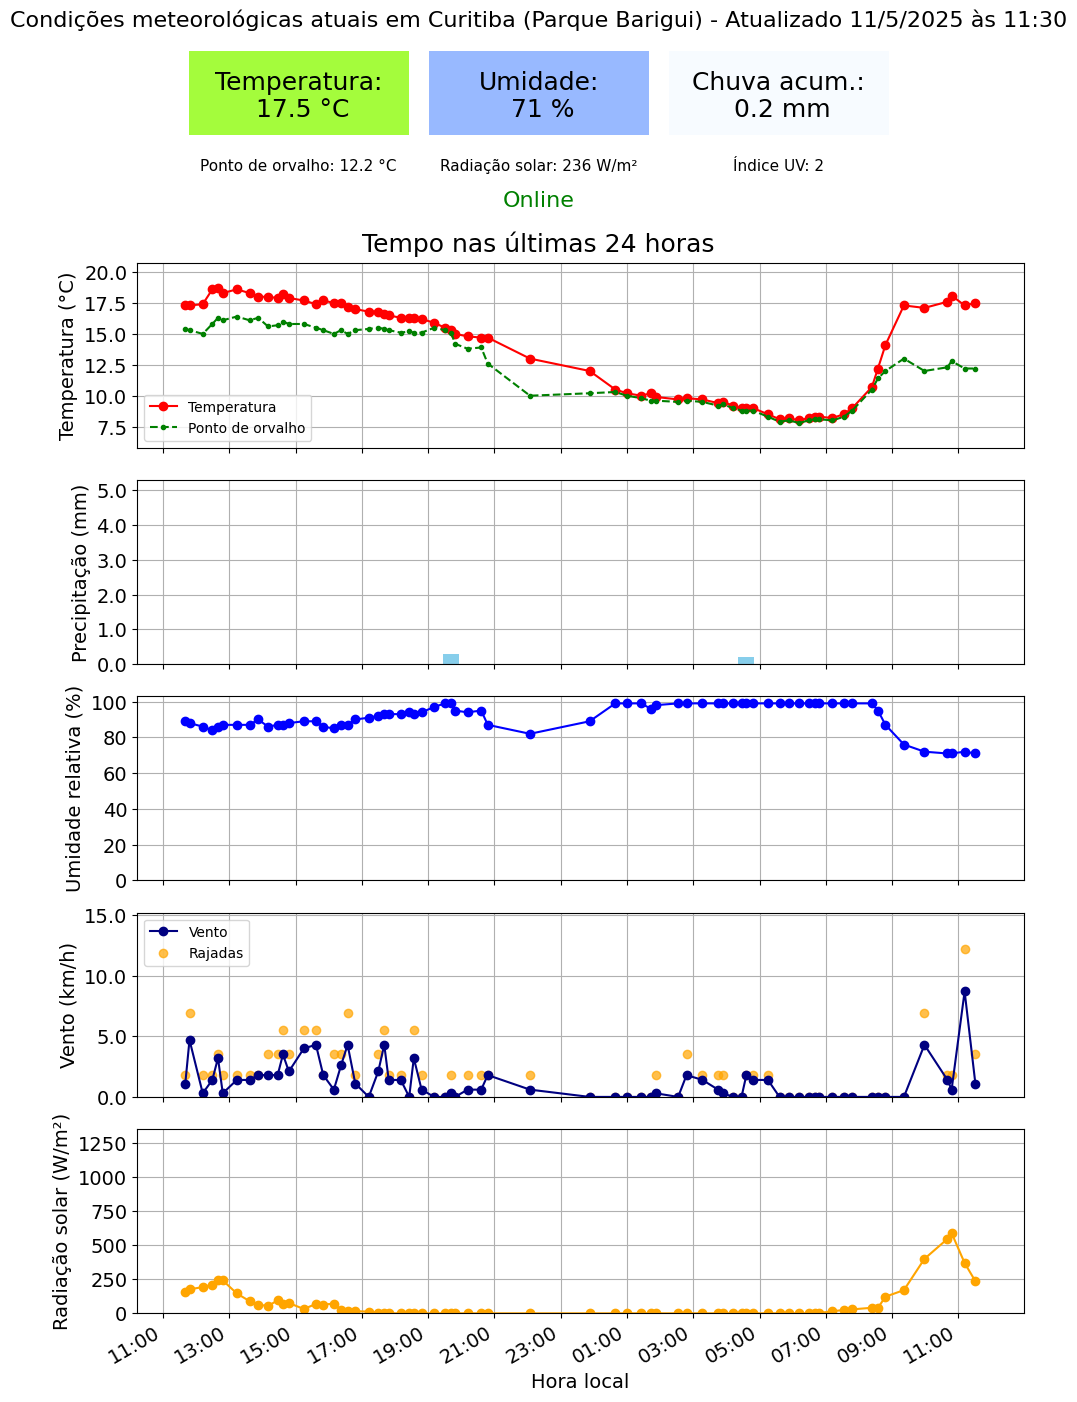 Condições meteorológicas atuais em Curitiba (Parque Barigui) - Atualizado 11/5/2025 às 11:30
Temperatura:
17.5 °C
Umidade:
71 %
Chuva acum.:
0.2 mm
Ponto de orvalho: 12.2 °C
Radiação solar: 236 W/m²
Índice UV: 2
Online
Tempo nas últimas 24 horas
Temperatura (°C)
20.0
17.5
15.0
12.5
10.0
7.5
Temperatura
Ponto de orvalho
Precipitação (mm)
5.0
4.0
3.0
2.0
1.0
0.0
Umidade relativa (%)
100
80
60
40
20
0
Vento (km/h)
15.0
10.0
5.0
0.0
Vento
Rajadas
Radiação solar (W/m²)
1250
1000
750
500
250
0
11:00
13:00
15:00
17:00
19:00
21:00
23:00
01:00
03:00
05:00
07:00
09:00
11:00
Hora local